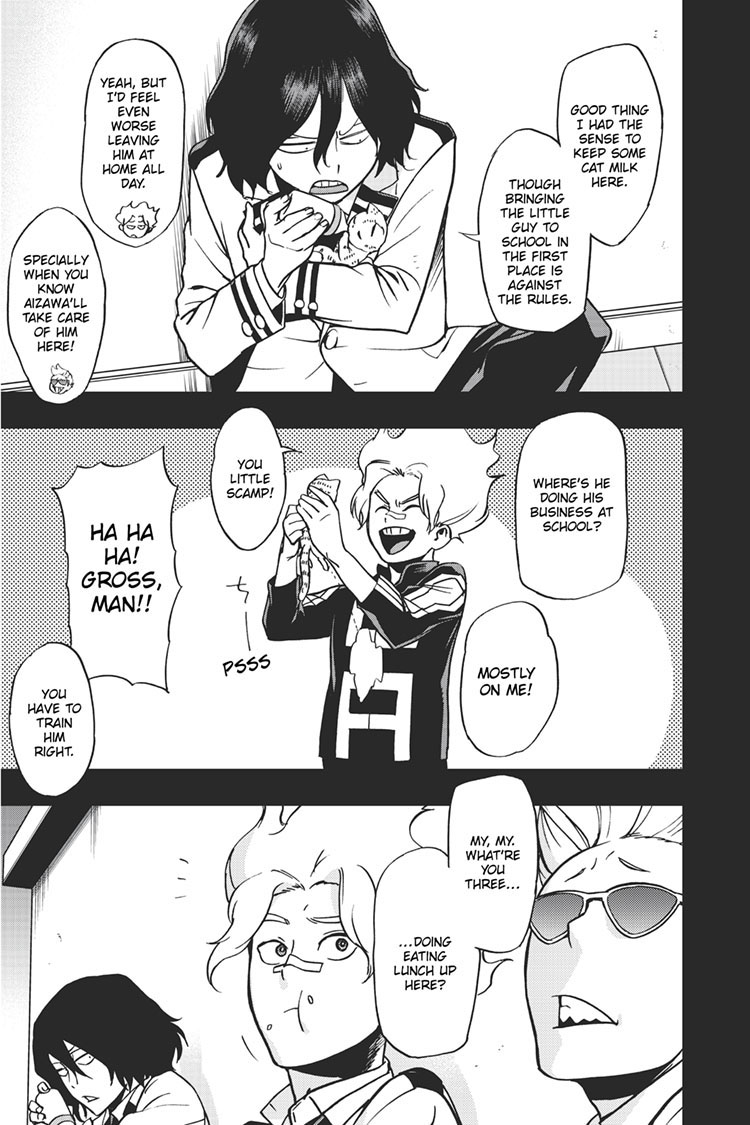 GOOD THING
I HAD THE
SENSE TO
KEEP SOME
CAT MILK
HERE.
THOUGH
BRINGING
THE LITTLE
GUY TO
SCHOOL IN
THE FIRST
PLACE IS
AGAINST
THE RULES.
YEAH, BUT
I'D FEEL
EVEN
WORSE
LEAVING
HIM AT
HOME ALL
DAY.
SPECIALLY
WHEN YOU
KNOW
AIZAWA'LL
TAKE CARE
OF HIM
HERE!
WHERE'S HE
DOING HIS
BUSINESS AT
SCHOOL?
MOSTLY
ON ME!
YOU
LITTLE
SCAMP!
PSSS
HA HA
HA!
GROSS,
MAN!!
YOU
HAVE TO
TRAIN
HIM
RIGHT.
MY, MY.
WHAT'RE
YOU
THREE...
...DOING
EATING
LUNCH UP
HERE?